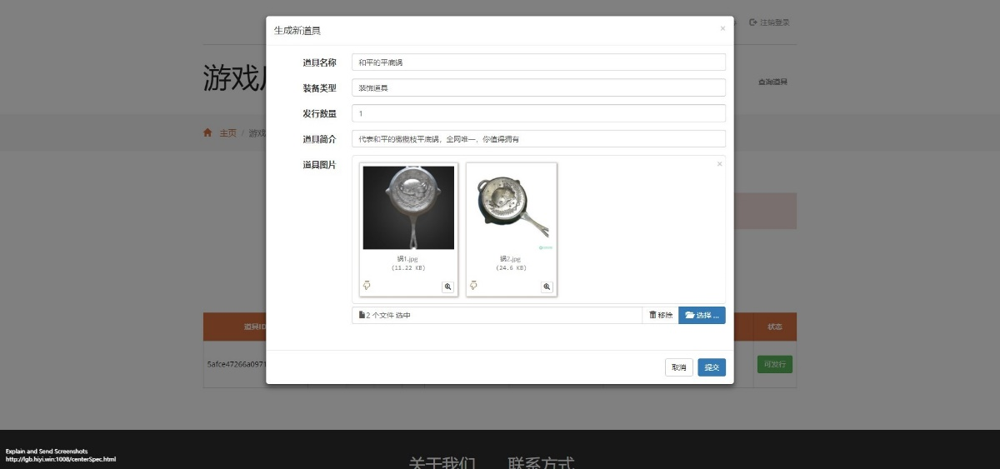 生成新道具
×
注销登录
游戏
查询道具
主页 / 游戏
道具名称
和平的平底锅
装备类型
装饰道具
发行数量
1
道具简介
代表和平的橄榄枝平底锅，全网唯一，你值得拥有
道具图片
×
锅1.jpg
(11.22 KB)
锅2.jpg
(24.6 KB)
2 个文件 选中
移除
选择 ...
道具ID
状态
5afce47266a0971
可发行
取消
提交
关于我们
联系方式
Explain and Send Screenshots
http://lgb.hiyi.win:1008/centerSpec.html